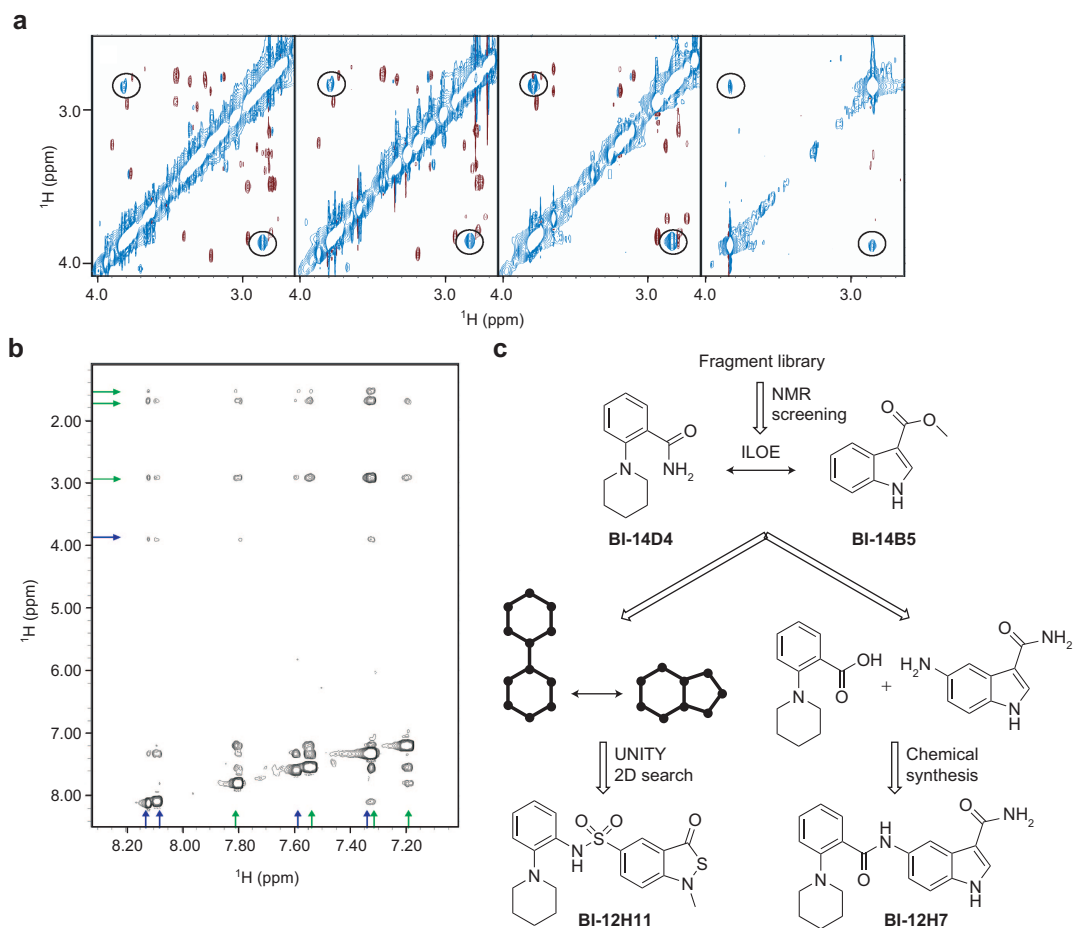 a
3.0
4.0
¹H (ppm)
4.0 3.0 4.0 3.0 4.0 3.0 4.0 3.0
¹H (ppm)
b
2.00
3.00
4.00
5.00
6.00
7.00
8.00
¹H (ppm)
8.20 8.00 7.80 7.60 7.40 7.20
¹H (ppm)
c
Fragment library
NMR
screening
ILOE
O
NH₂
N
BI-14D4
O
O
N
H
BI-14B5
UNITY
2D search
OH
O
N
+
H₂N
O
NH₂
N
H
Chemical
synthesis
O O
S
N
H
N
O
S
N
BI-12H11
H
N
O
N
O
NH₂
N
H
BI-12H7